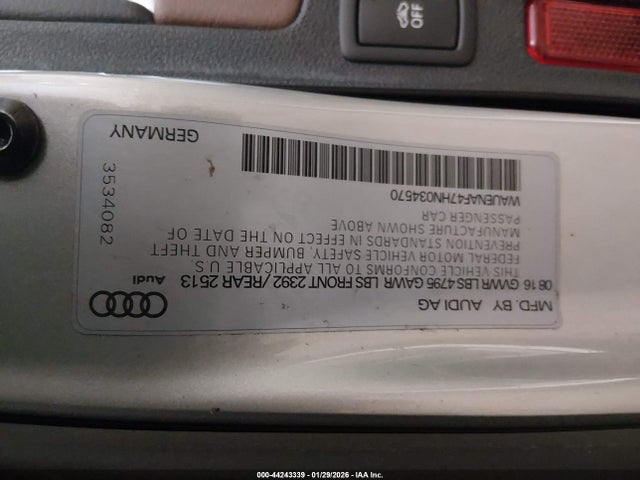 MFD. BY AUDI AG
08 16 GVWR LBS 4795 GAWR LBS FRONT 2392 / REAR 2513
THIS VEHICLE CONFORMS TO ALL APPLICABLE U.S.
FEDERAL MOTOR VEHICLE SAFETY, BUMPER AND THEFT
PREVENTION STANDARDS IN EFFECT ON THE DATE OF
MANUFACTURE SHOWN ABOVE
PASSENGER CAR
WAUENAF47HN034570
GERMANY
Audi
3534082
OFF
000-44243339 - 01/29/2026 - IAA Inc.